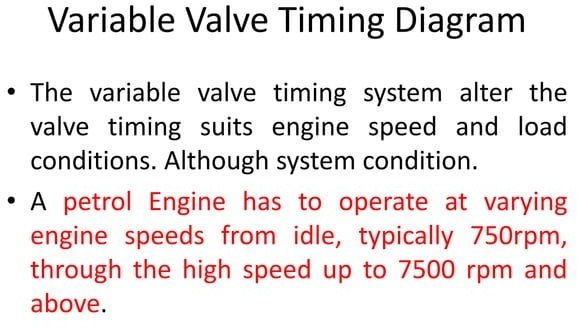 Variable Valve Timing Diagram
• The variable valve timing system alter the
valve timing suits engine speed and load
conditions. Although system condition.
• A petrol Engine has to operate at varying
engine speeds from idle, typically 750rpm,
through the high speed up to 7500 rpm and
above.